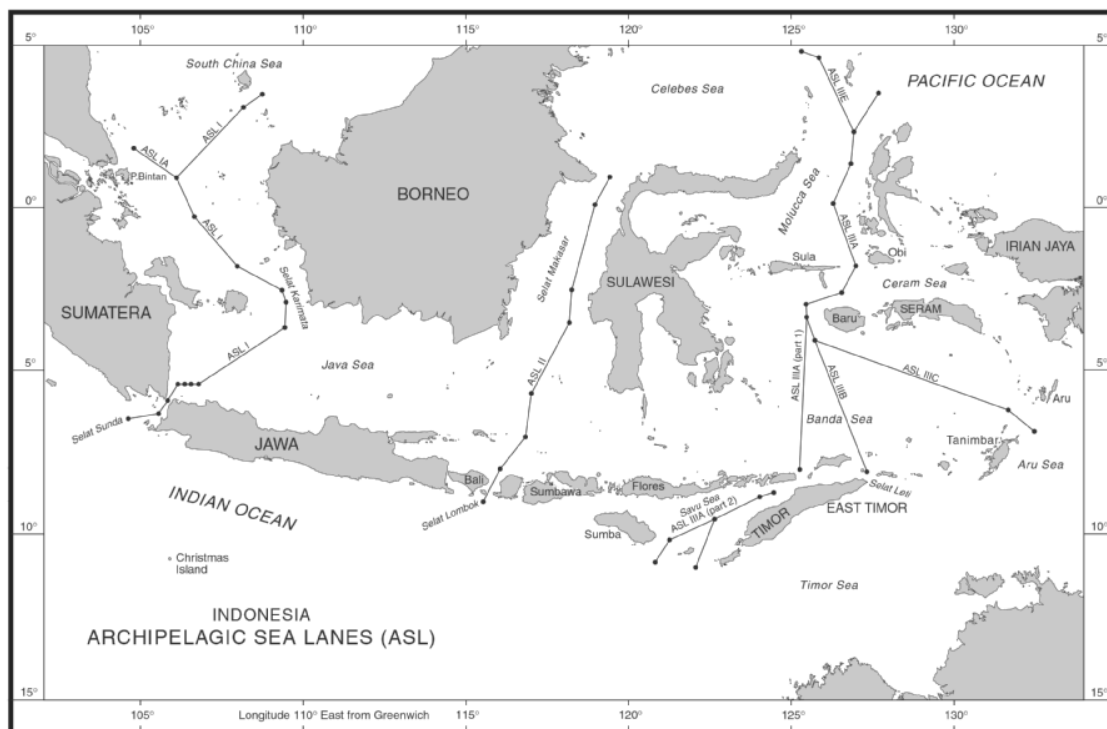 105°
110°
115°
120°
125°
130°
5°
5°
South China Sea
PACIFIC OCEAN
Celebes Sea
ASL IIIE
ASL I
ASL IA
P.Bintan
BORNEO
Molucca Sea
0°
0°
ASL I
ASL IIIA
IRIAN JAYA
Selat Makasar
Sula
Obi
SULAWESI
Ceram Sea
Selat Karimata
SUMATERA
Baru
SERAM
ASL I
Java Sea
ASL II
ASL IIIA (part 1)
ASL IIIB
ASL IIIC
5°
5°
Aru
Selat Sunda
Banda Sea
JAWA
Tanimbar
Aru Sea
Bali
Sumbawa
Flores
Selat Leti
Selat Lombok
Savu Sea
ASL IIIA (part 2)
INDIAN OCEAN
EAST TIMOR
TIMOR
Sumba
10°
10°
Christmas
Island
Timor Sea
INDONESIA
ARCHIPELAGIC SEA LANES (ASL)
15°
15°
105°
Longitude 110° East from Greenwich
115°
120°
125°
130°